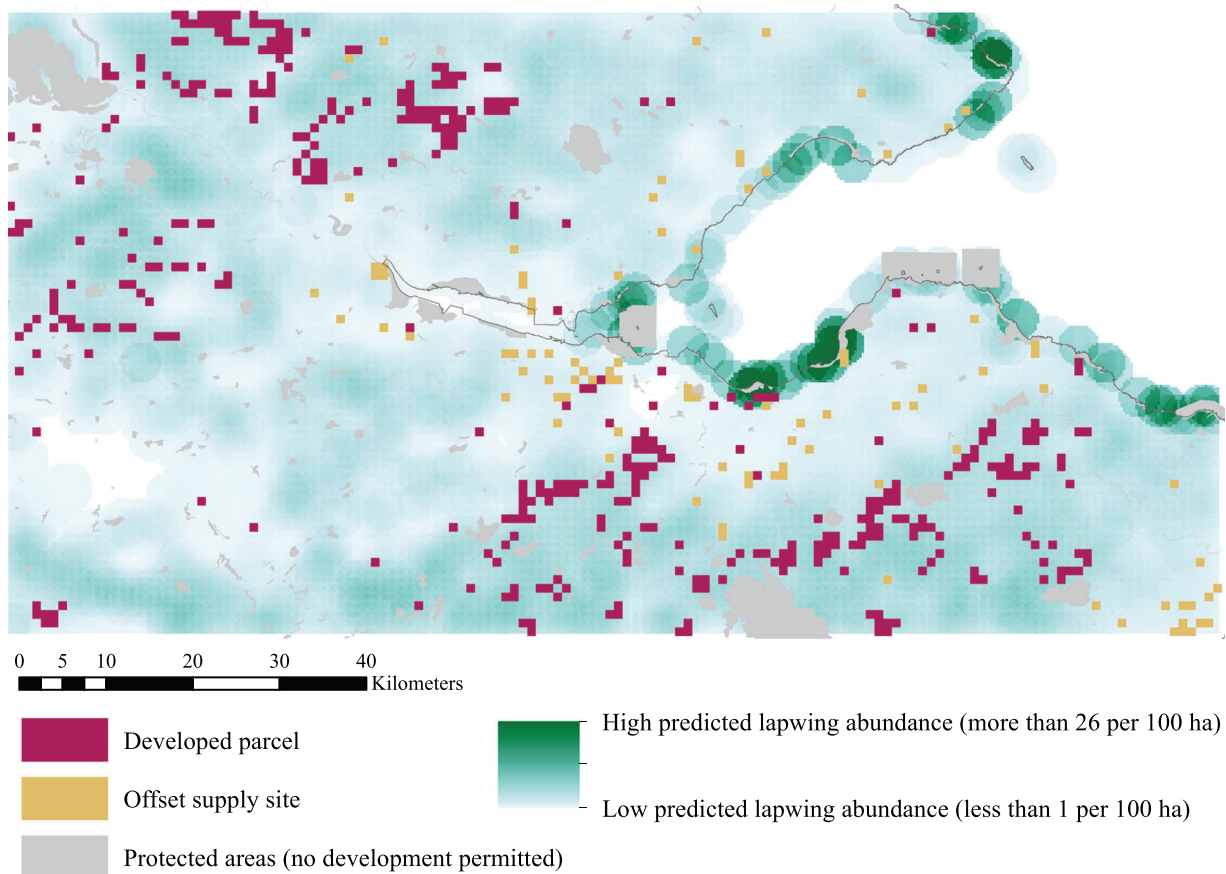 0 5 10 20 30 40
Kilometers
Developed parcel
Offset supply site
Protected areas (no development permitted)
High predicted lapwing abundance (more than 26 per 100 ha)
Low predicted lapwing abundance (less than 1 per 100 ha)